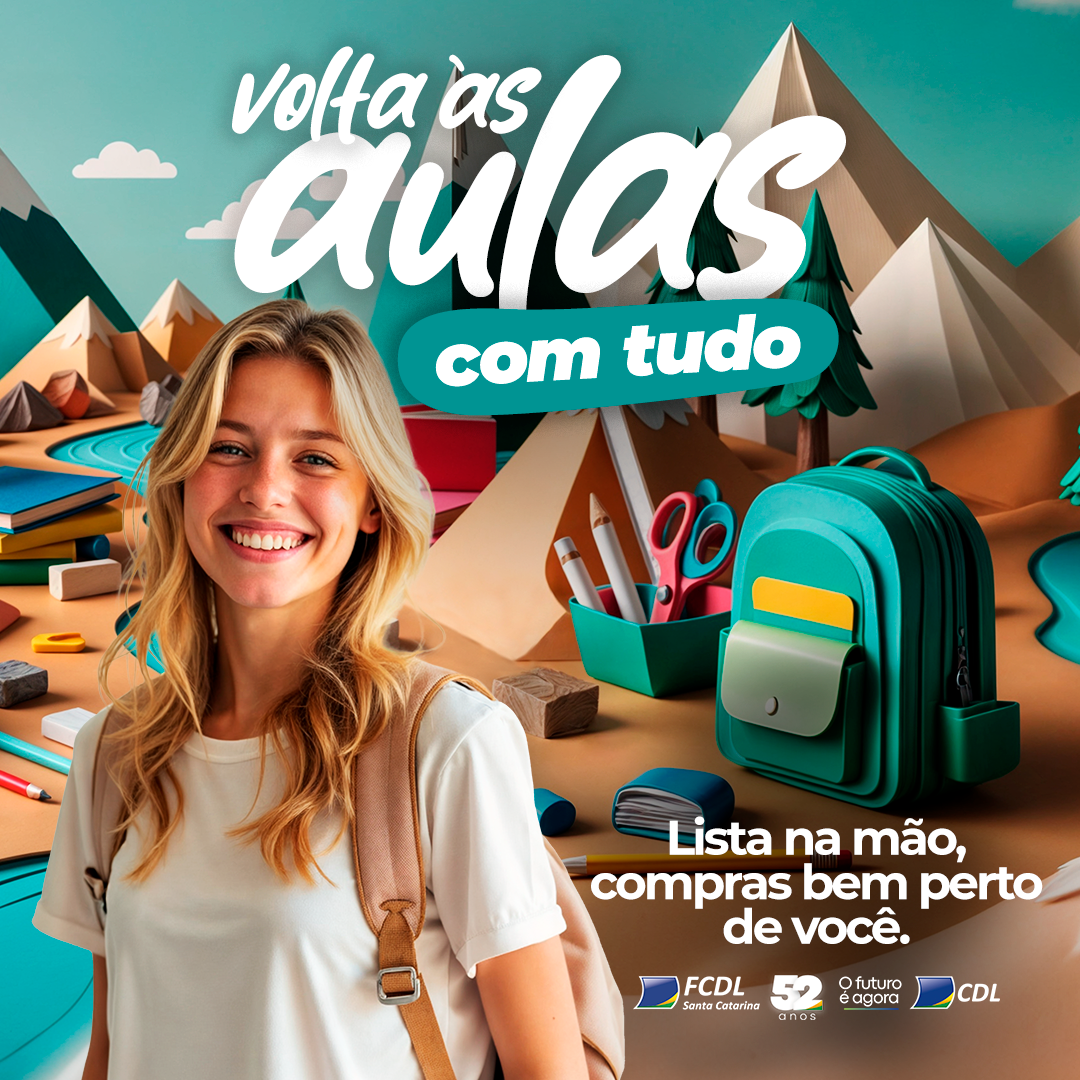 volta às
aulas
com tudo
Lista na mão,
compras bem perto
de você.
FCDL
Santa Catarina
52
anos
O futuro
é agora
CDL